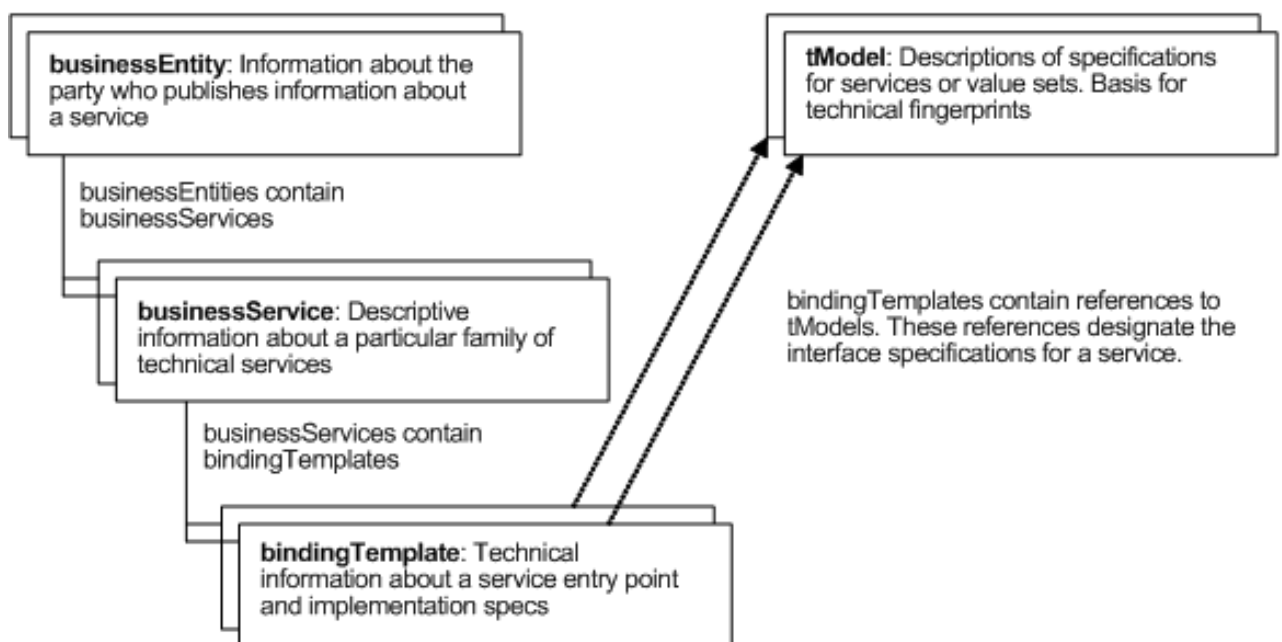 businessEntity: Information about the
party who publishes information about
a service
tModel: Descriptions of specifications
for services or value sets. Basis for
technical fingerprints
businessEntities contain
businessServices
businessService: Descriptive
information about a particular family of
technical services
bindingTemplates contain references to
tModels. These references designate the
interface specifications for a service.
businessServices contain
bindingTemplates
bindingTemplate: Technical
information about a service entry point
and implementation specs